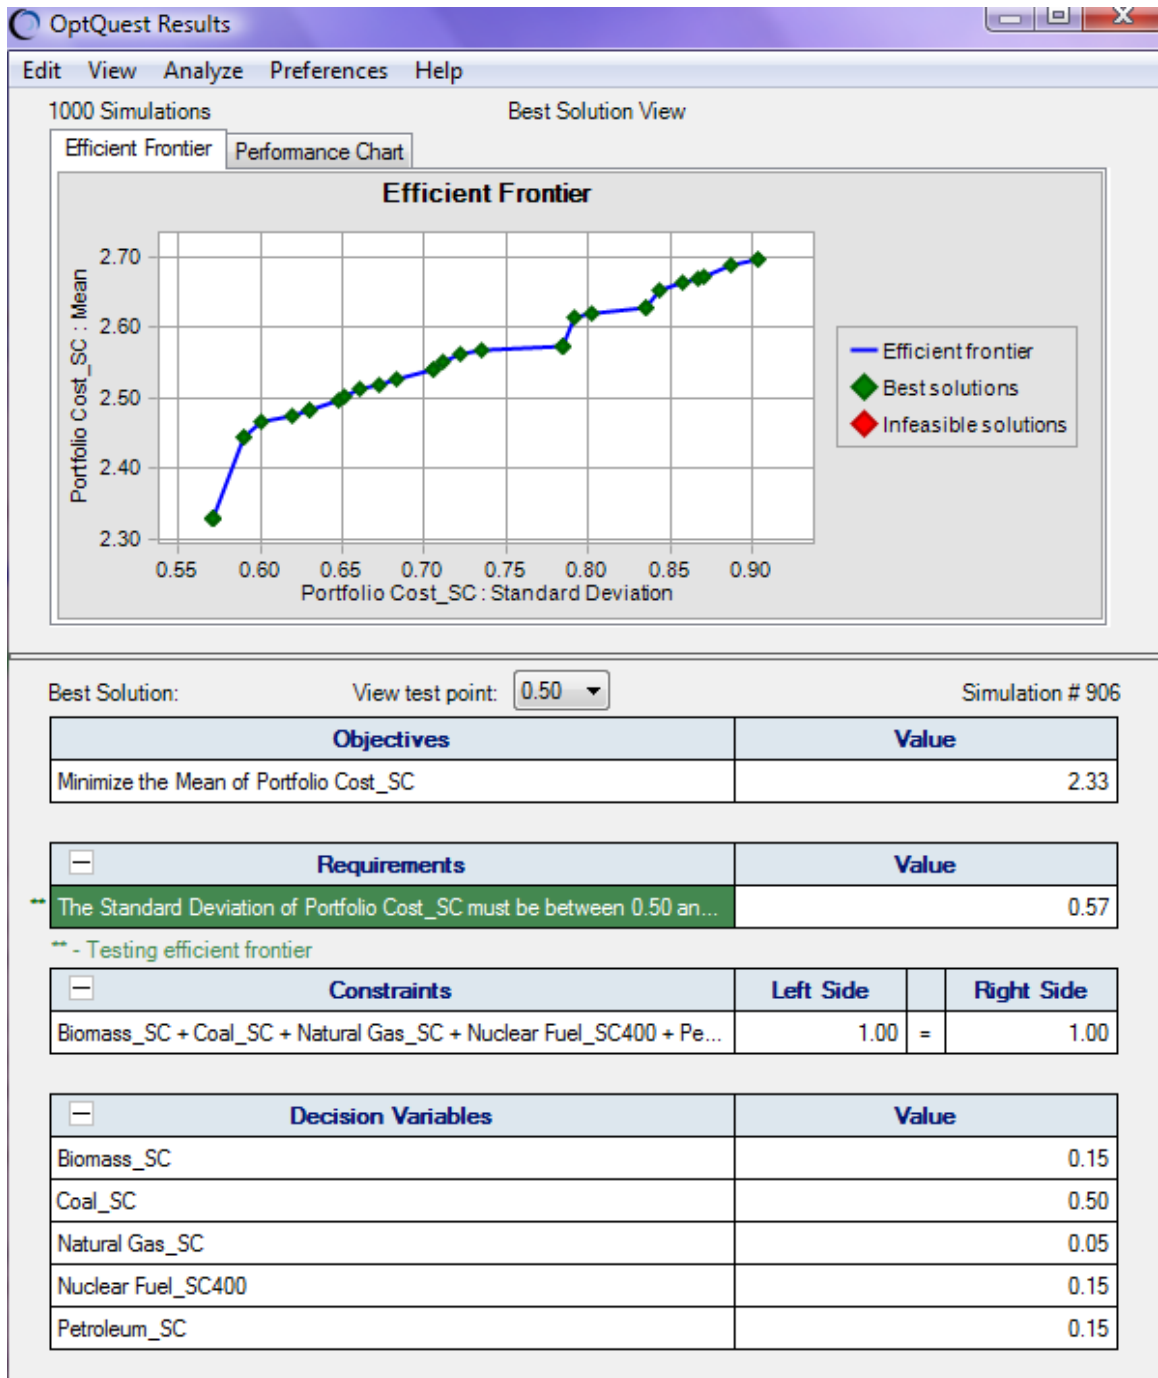 OptQuest Results
Edit View Analyze Preferences Help
1000 Simulations Best Solution View
Efficient Frontier Performance Chart
Efficient Frontier
Portfolio Cost_SC : Mean
2.70
2.60
2.50
2.40
2.30
0.55 0.60 0.65 0.70 0.75 0.80 0.85 0.90
Portfolio Cost_SC : Standard Deviation
Efficient frontier
Best solutions
Infeasible solutions
Best Solution: View test point: 0.50 Simulation # 906
Objectives Value
Minimize the Mean of Portfolio Cost_SC 2.33
Requirements Value
** The Standard Deviation of Portfolio Cost_SC must be between 0.50 an... 0.57
** - Testing efficient frontier
Constraints Left Side Right Side
Biomass_SC + Coal_SC + Natural Gas_SC + Nuclear Fuel_SC400 + Pe... 1.00 = 1.00
Decision Variables Value
Biomass_SC 0.15
Coal_SC 0.50
Natural Gas_SC 0.05
Nuclear Fuel_SC400 0.15
Petroleum_SC 0.15